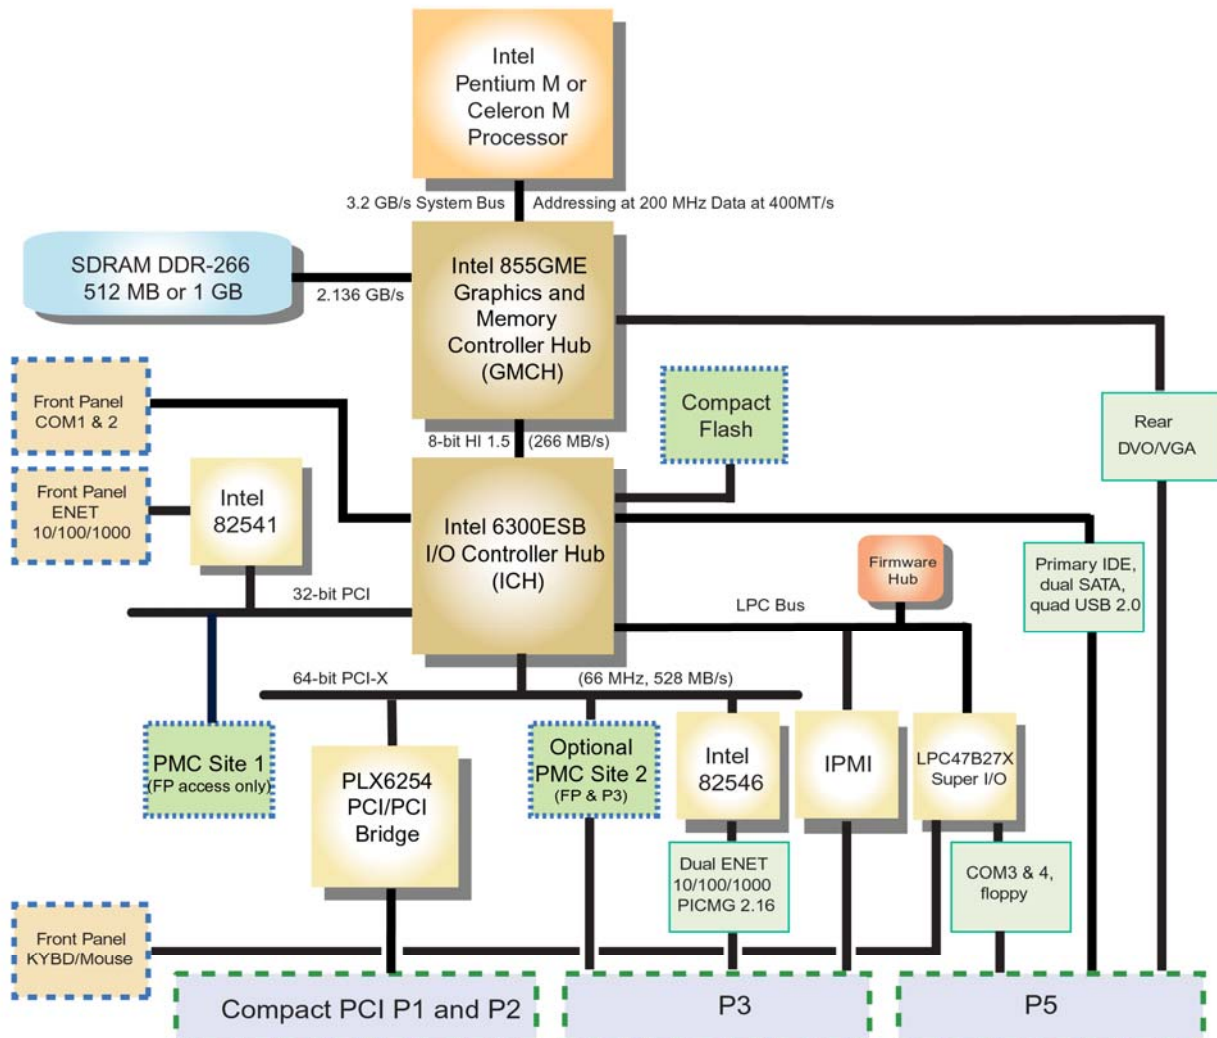 Intel
Pentium M or
Celeron M
Processor
3.2 GB/s System Bus
Addressing at 200 MHz Data at 400MT/s
SDRAM DDR-266
512 MB or 1 GB
2.136 GB/s
Intel 855GME
Graphics and
Memory
Controller Hub
(GMCH)
Front Panel
COM1 & 2
Compact
Flash
Rear
DVO/VGA
8-bit HI 1.5
(266 MB/s)
Front Panel
ENET
10/100/1000
Intel
82541
Intel 6300ESB
I/O Controller Hub
(ICH)
Firmware
Hub
Primary IDE,
dual SATA,
quad USB 2.0
32-bit PCI
LPC Bus
64-bit PCI-X
(66 MHz, 528 MB/s)
PMC Site 1
(FP access only)
PLX6254
PCI/PCI
Bridge
Optional
PMC Site 2
(FP & P3)
Intel
82546
IPMI
LPC47B27X
Super I/O
Dual ENET
10/100/1000
PICMG 2.16
COM3 & 4,
floppy
Front Panel
KYBD/Mouse
Compact PCI P1 and P2
P3
P5